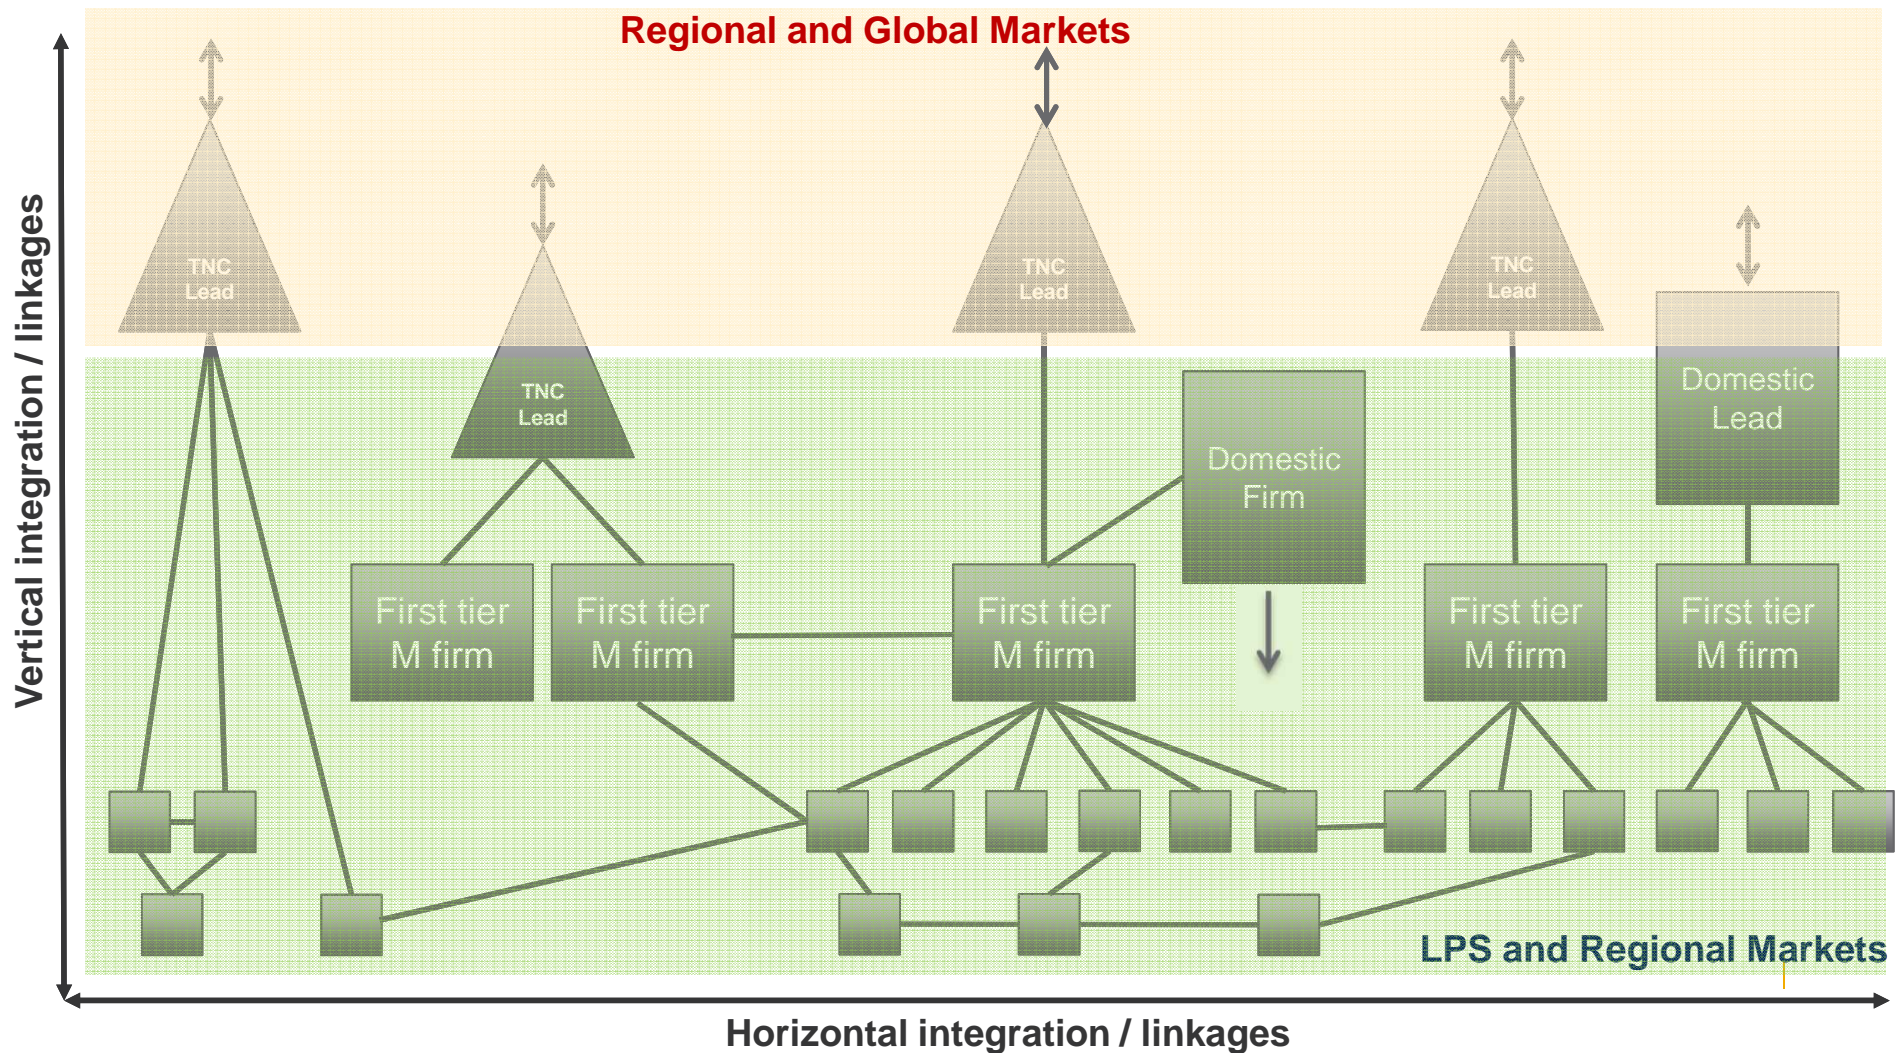 Regional and Global Markets
Vertical integration / linkages
TNC
Lead
TNC
Lead
TNC
Lead
TNC
Lead
Domestic
Lead
Domestic
Firm
First tier
M firm
First tier
M firm
First tier
M firm
First tier
M firm
First tier
M firm
LPS and Regional Markets
Horizontal integration / linkages